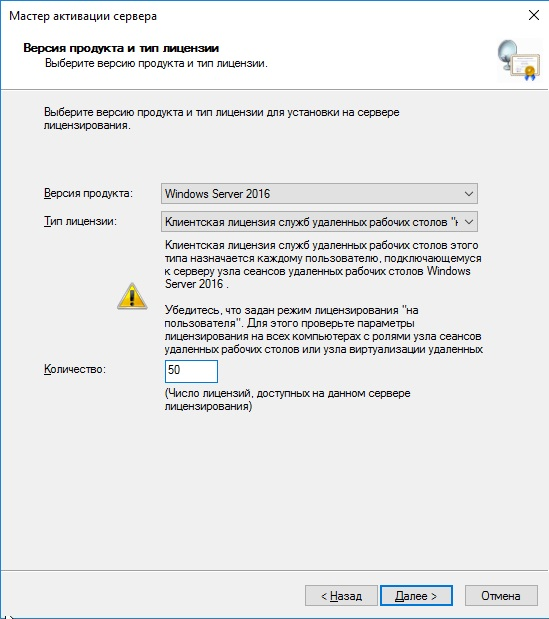 Мастер активации сервера
Версия продукта и тип лицензии
Выберите версию продукта и тип лицензии.
Выберите версию продукта и тип лицензии для установки на сервере
лицензирования.
Версия продукта: Windows Server 2016
Тип лицензии: Клиентская лицензия служб удаленных рабочих столов "н
Клиентская лицензия служб удаленных рабочих столов этого
типа назначается каждому пользователю, подключающемуся
к серверу узла сеансов удаленных рабочих столов Windows
Server 2016 .
Убедитесь, что задан режим лицензирования "на
пользователя". Для этого проверьте параметры
лицензирования на всех компьютерах с ролями узла сеансов
удаленных рабочих столов или узла виртуализации удаленных
Количество: 50
(Число лицензий, доступных на данном сервере
лицензирования)
< Назад Далее > Отмена